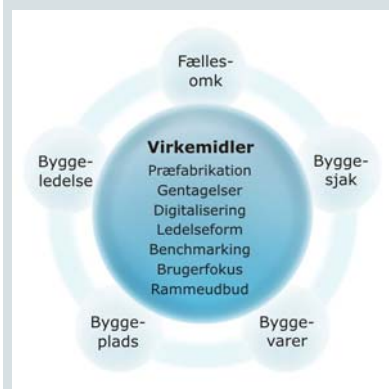 Fælles-
omk
Virkemidler
Præfabrikation
Gentagelser
Digitalisering
Ledelseform
Benchmarking
Brugerfokus
Rammeudbud
Bygge-
ledelse
Bygge-
sjak
Bygge-
plads
Bygge-
varer